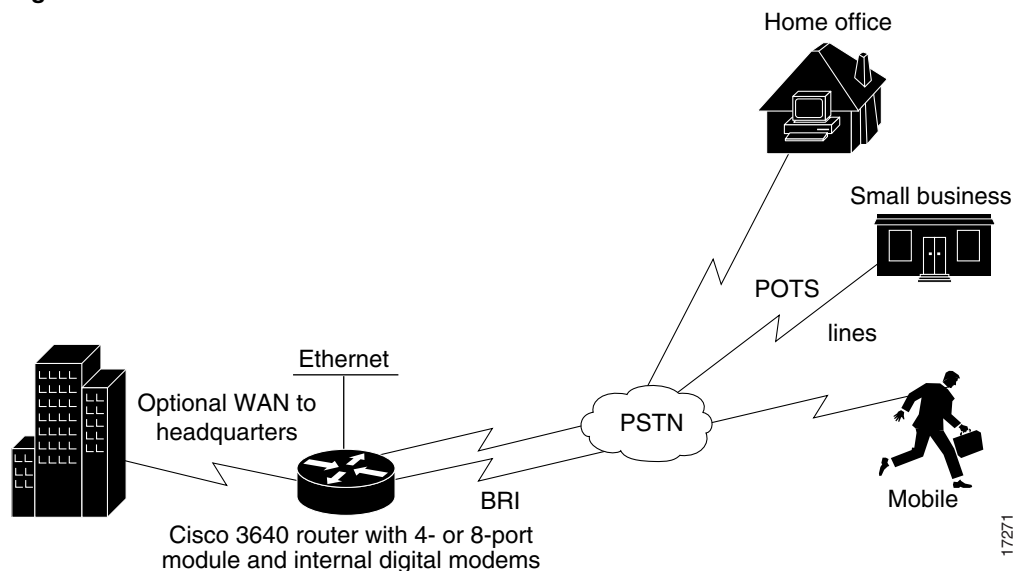 Home office
Small business
POTS
lines
Ethernet
Optional WAN to
headquarters
PSTN
BRI
Mobile
Cisco 3640 router with 4- or 8-port
module and internal digital modems
17271